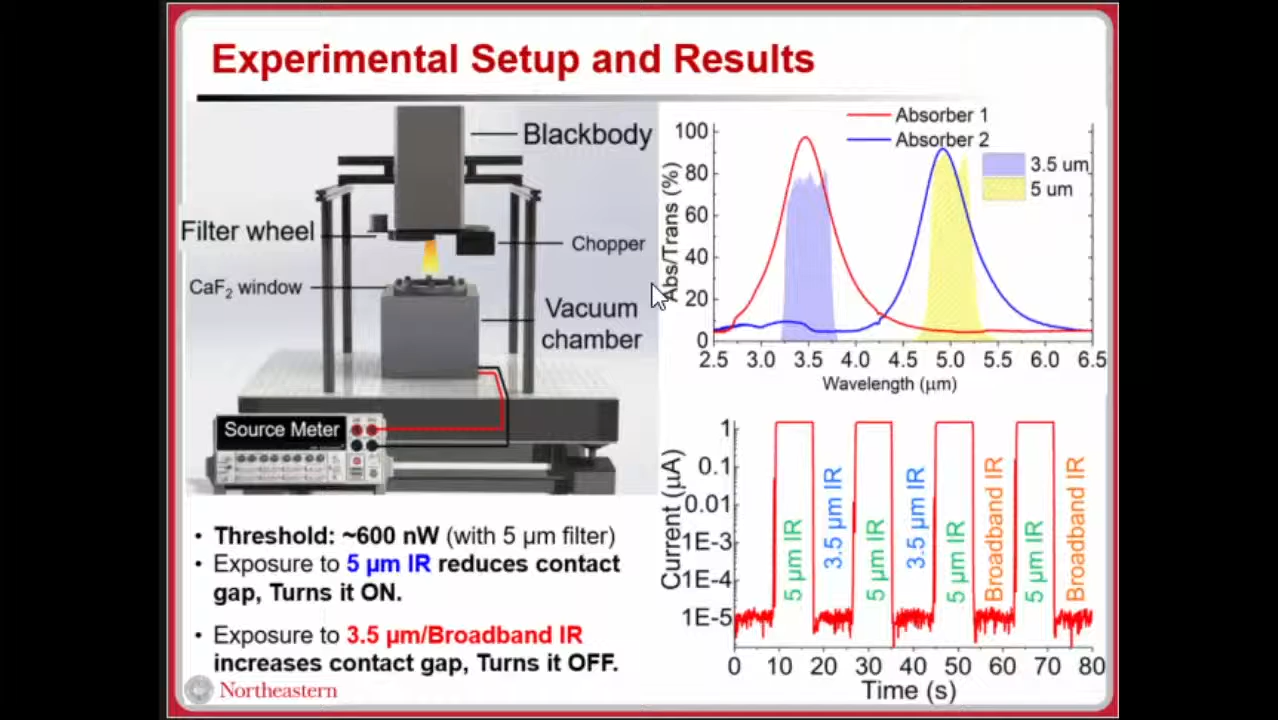 Experimental Setup and Results
Blackbody
Filter wheel
Chopper
CaF2 window
Vacuum
chamber
Source Meter
Absorber 1
Absorber 2
3.5 um
5 um
Abs/Trans (%)
100
80
60
40
20
0
2.5 3.0 3.5 4.0 4.5 5.0 5.5 6.0 6.5
Wavelength (μm)
Current (μA)
1
0.1
0.01
1E-3
1E-4
1E-5
5 μm IR
3.5 μm IR
5 μm IR
3.5 μm IR
5 μm IR
Broadband IR
5 μm IR
Broadband IR
0 10 20 30 40 50 60 70 80
Time (s)
• Threshold: ~600 nW (with 5 μm filter)
• Exposure to 5 μm IR reduces contact
gap, Turns it ON.
• Exposure to 3.5 μm/Broadband IR
increases contact gap, Turns it OFF.
Northeastern